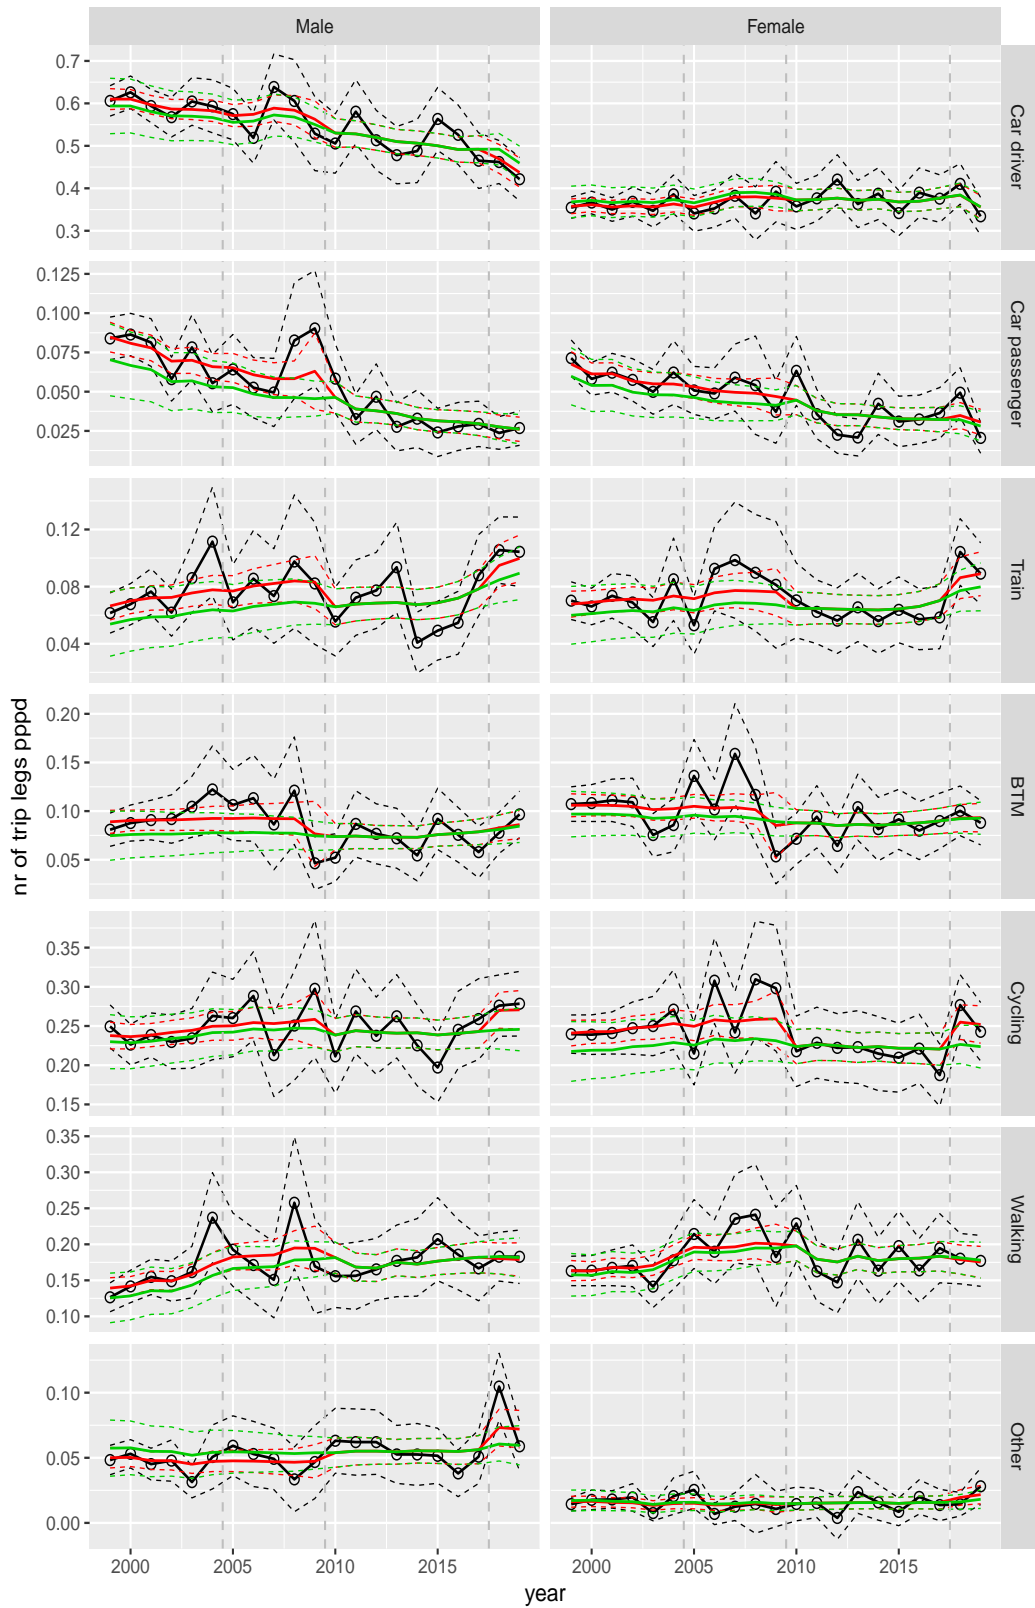 Male Female
0.7
0.6
0.5
0.4
0.3
Car driver
0.125
0.100
0.075
0.050
0.025
Car passenger
0.12
0.08
0.04
Train
0.20
0.15
0.10
0.05
BTM
0.35
0.30
0.25
0.20
0.15
Cycling
0.35
0.30
0.25
0.20
0.15
0.10
Walking
0.10
0.05
0.00
Other
nr of trip legs pppd
2000 2005 2010 2015 2000 2005 2010 2015
year